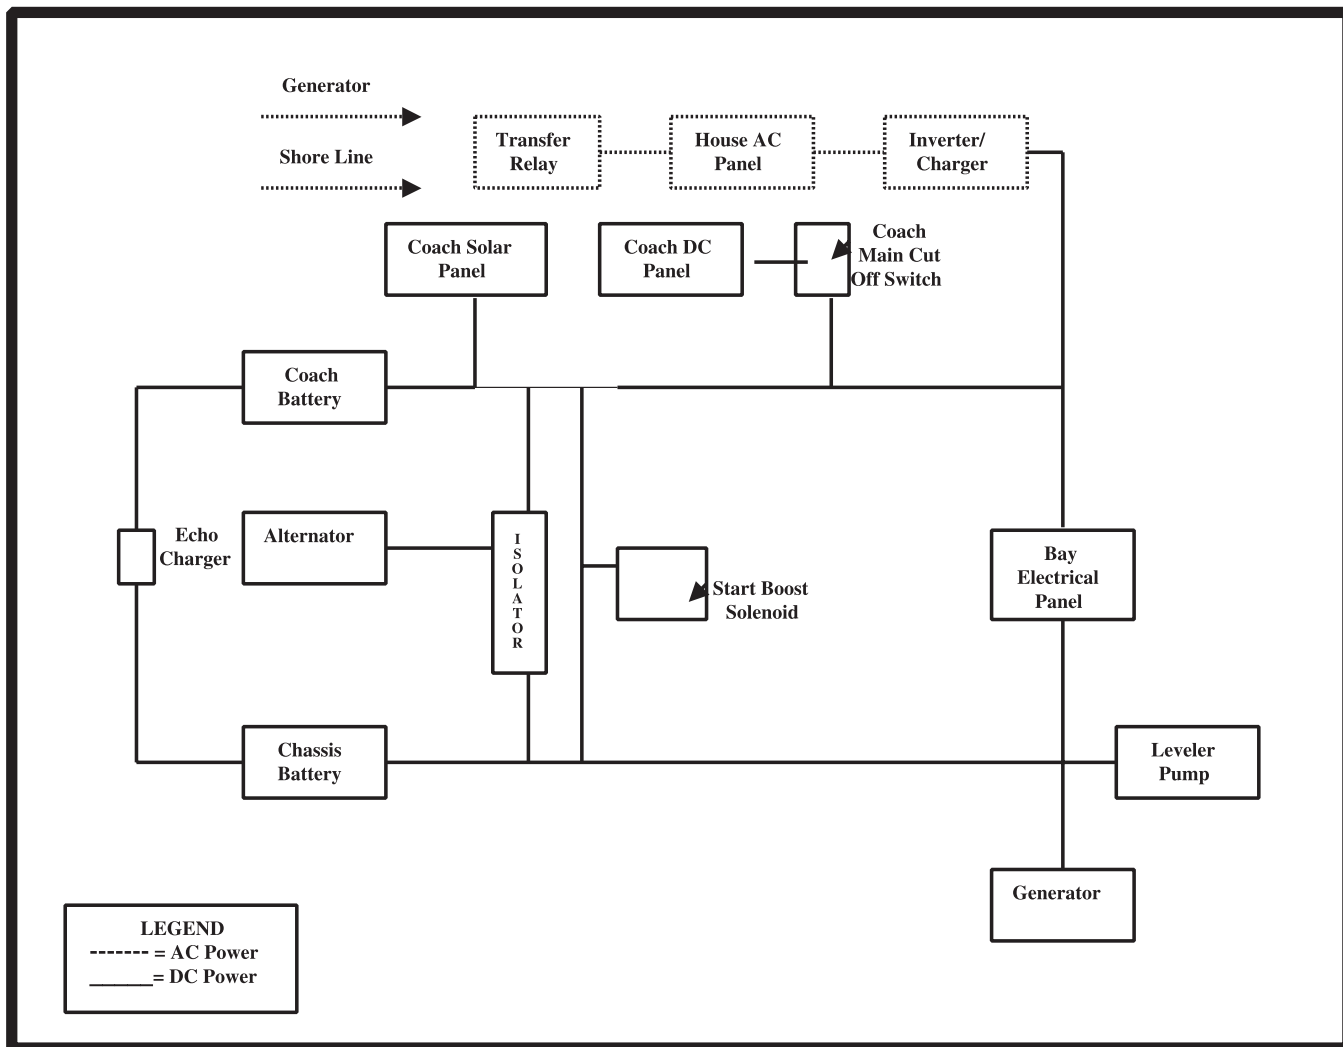 Generator
Shore Line
Transfer
Relay
House AC
Panel
Inverter/
Charger
Coach Solar
Panel
Coach DC
Panel
Coach
Main Cut
Off Switch
Coach
Battery
Echo
Charger
Alternator
ISOLATOR
Start Boost
Solenoid
Bay
Electrical
Panel
Chassis
Battery
Leveler
Pump
Generator
LEGEND
------- = AC Power
______= DC Power